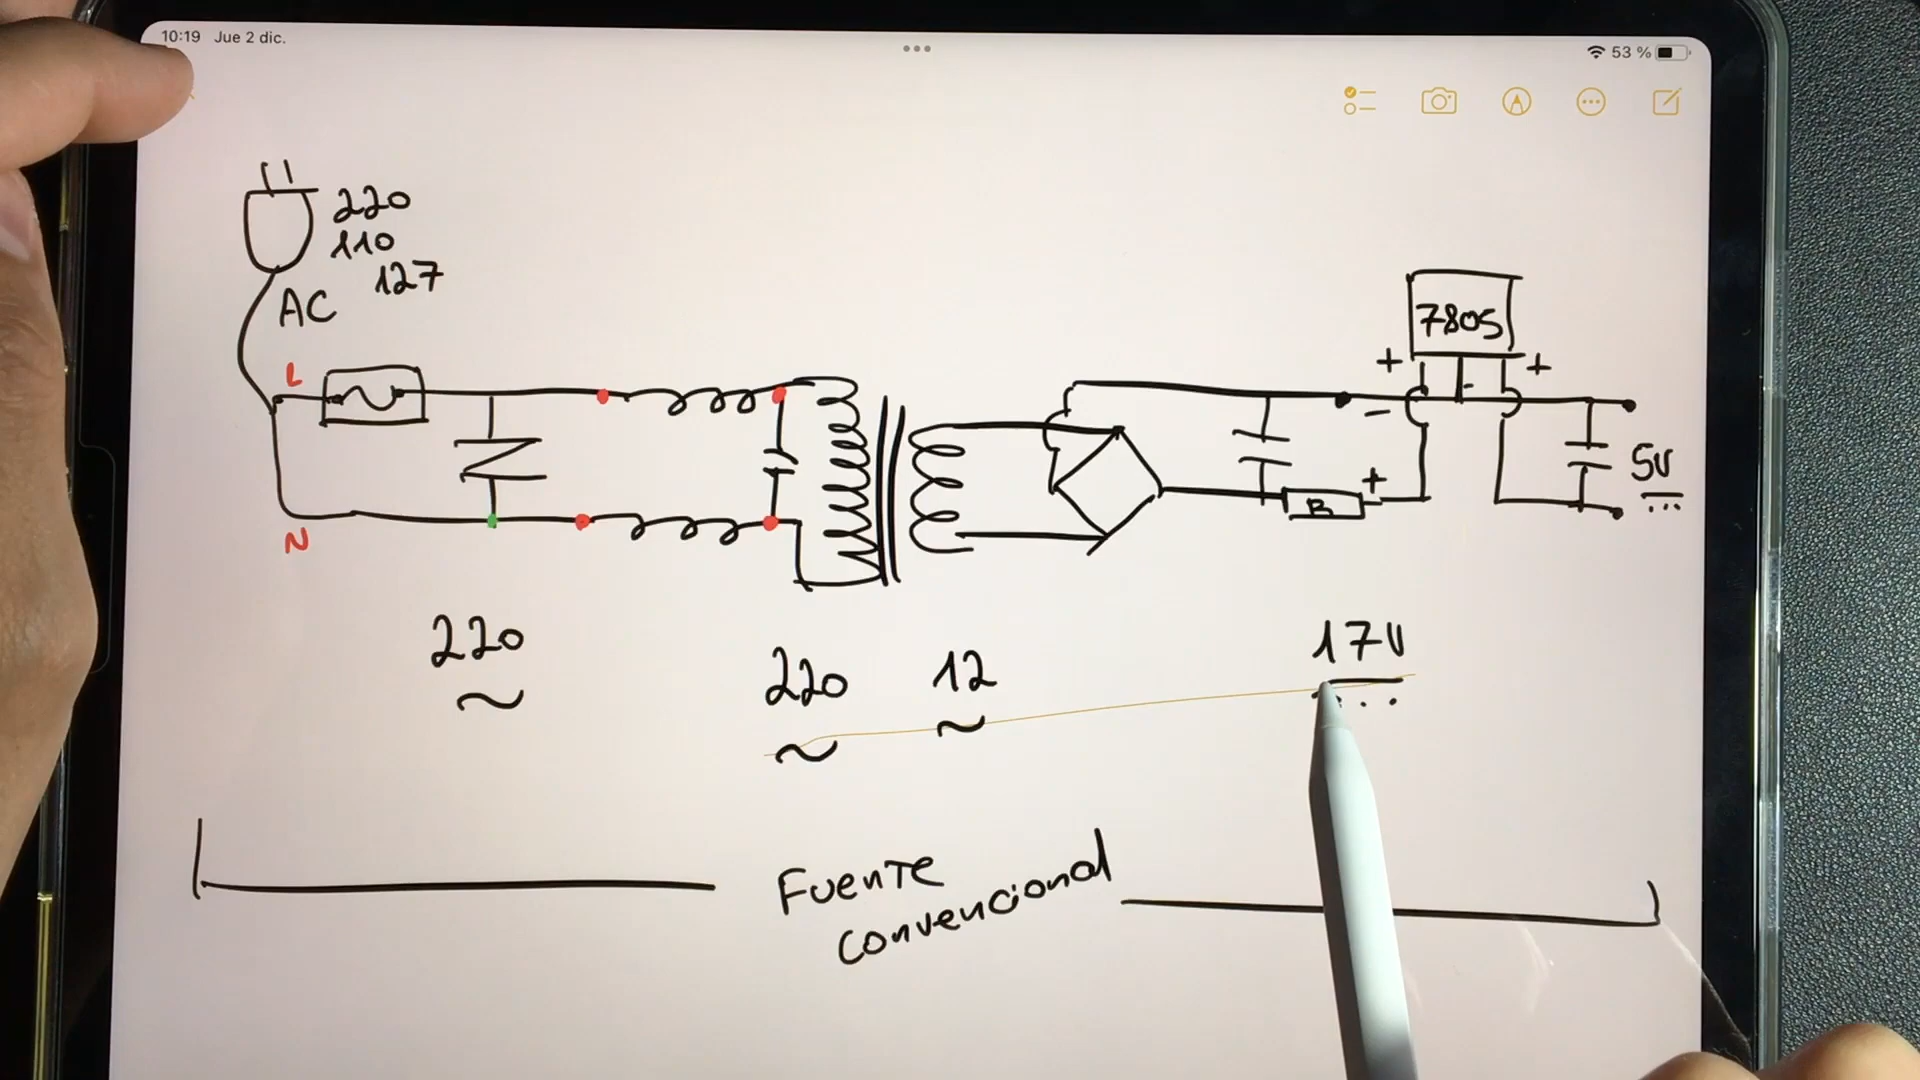 10:19 Jue 2 dic.
53 %
220
110
127
AC
L
N
7805
+
+
-
-
+
R
5V
220
~
220
~
12
~
17V
Fuente
convencional